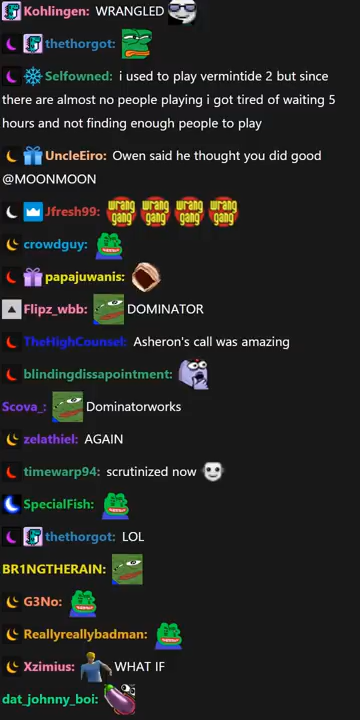 Kohlingen: WRANGLED
thethorgot:
Selfowned: i used to play vermintide 2 but since
there are almost no people playing i got tired of waiting 5
hours and not finding enough people to play
UncleEiro: Owen said he thought you did good
@MOONMOON
Jfresh99: wrang gang wrang gang wrang gang wrang gang
crowdguy:
papajuwanis:
Flipz_wbb: DOMINATOR
TheHighCounsel: Asheron's call was amazing
blindingdissapointment:
Scova_: Dominatorworks
zelathiel: AGAIN
timewarp94: scrutinized now
SpecialFish:
thethorgot: LOL
BR1NGTHERAIN:
G3No:
Reallyreallybadman:
Xzimius: WHAT IF
dat_johnny_boi: